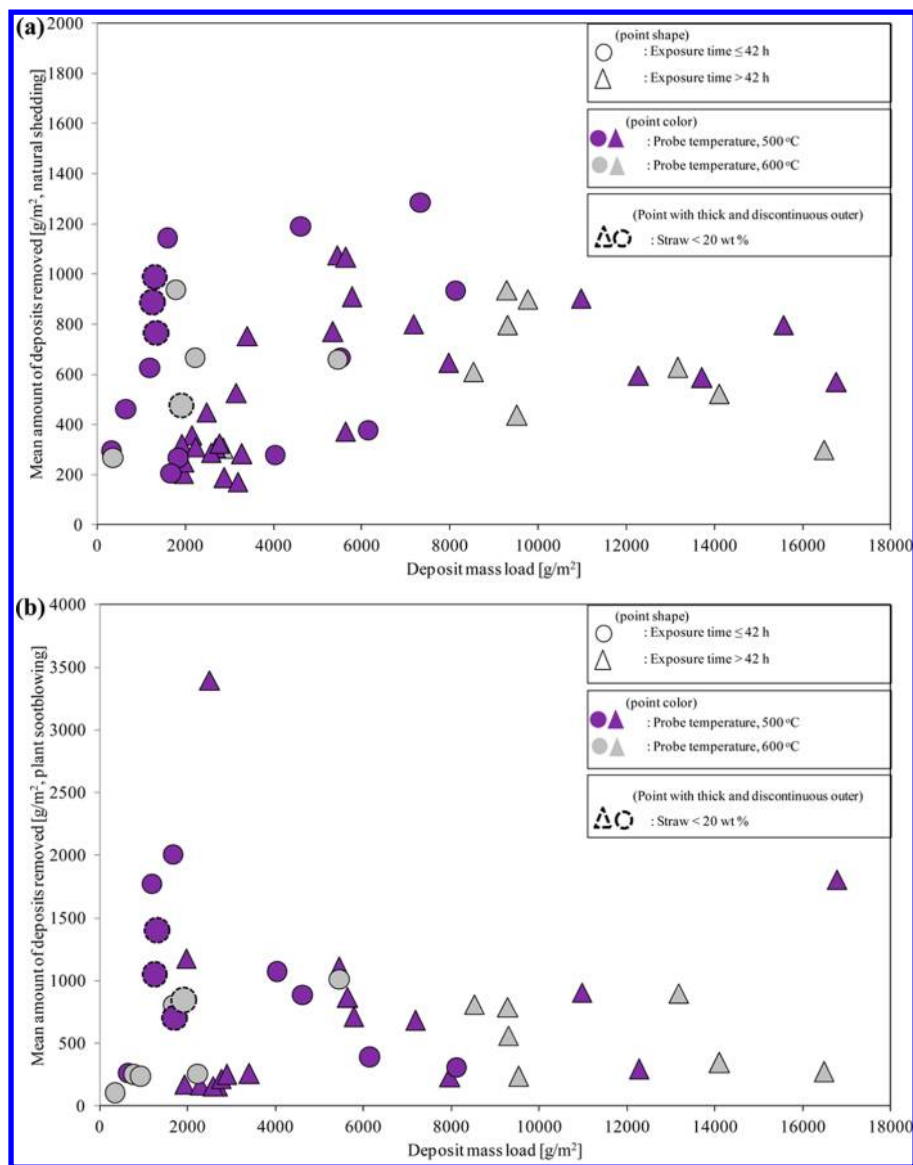 (a)
Mean amount of deposits removed [g/m², natural shedding]
2000
1800
1600
1400
1200
1000
800
600
400
200
0
0 2000 4000 6000 8000 10000 12000 14000 16000 18000
Deposit mass load [g/m²]
(point shape)
: Exposure time ≤ 42 h
: Exposure time > 42 h
(point color)
: Probe temperature, 500 °C
: Probe temperature, 600 °C
(Point with thick and discontinuous outer)
: Straw < 20 wt %
(b)
Mean amount of deposits removed [g/m², plant sootblowing]
4000
3500
3000
2500
2000
1500
1000
500
0
0 2000 4000 6000 8000 10000 12000 14000 16000 18000
Deposit mass load [g/m²]
(point shape)
: Exposure time ≤ 42 h
: Exposure time > 42 h
(point color)
: Probe temperature, 500 °C
: Probe temperature, 600 °C
(Point with thick and discontinuous outer)
: Straw < 20 wt %